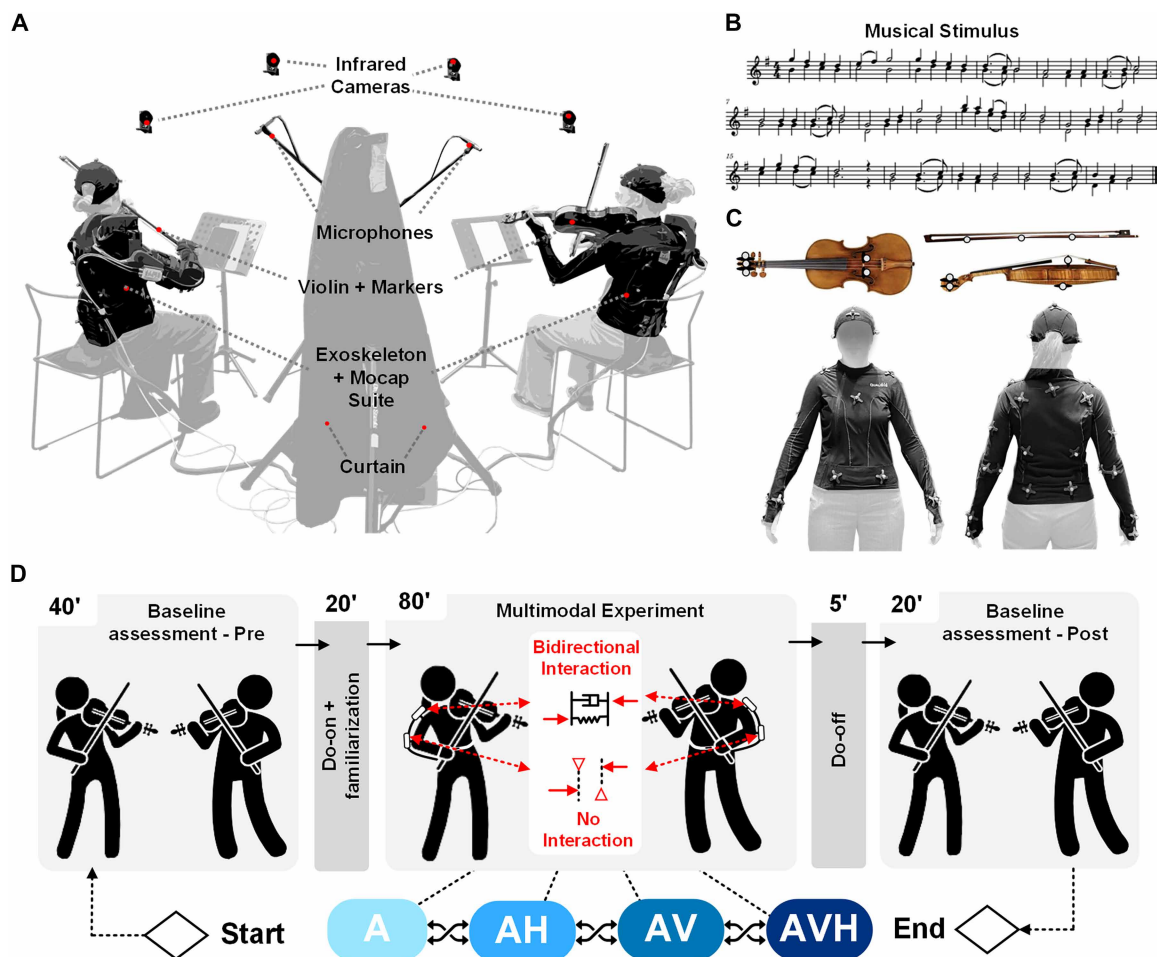 A
Infrared
Cameras
Microphones
Violin + Markers
Exoskeleton
+ Mocap
Suite
Curtain
B
Musical Stimulus
7
15
C
D
40'
Baseline
assessment - Pre
20'
Do-on +
familiarization
80'
Multimodal Experiment
Bidirectional
Interaction
No
Interaction
5'
Do-off
20'
Baseline
assessment - Post
Start
A
AH
AV
AVH
End